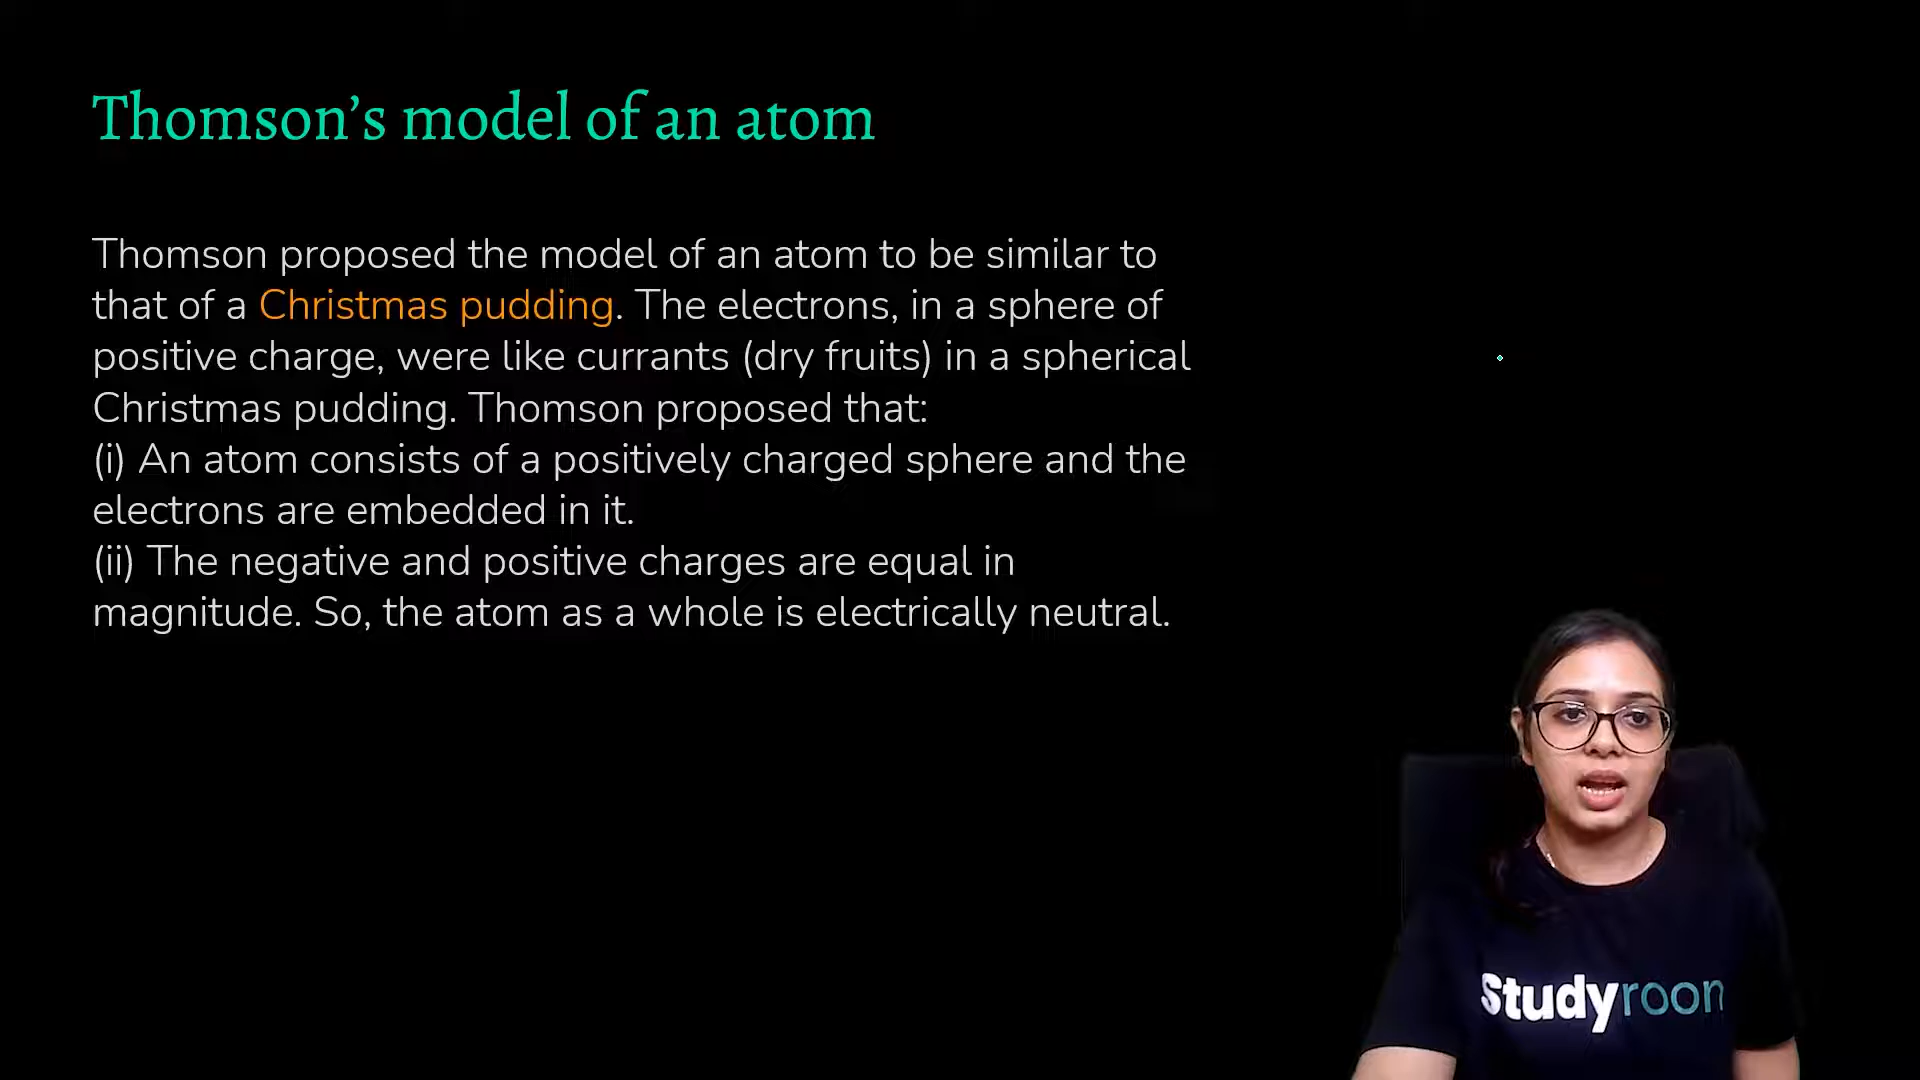 Thomson’s model of an atom
Thomson proposed the model of an atom to be similar to
that of a Christmas pudding. The electrons, in a sphere of
positive charge, were like currants (dry fruits) in a spherical
Christmas pudding. Thomson proposed that:
(i) An atom consists of a positively charged sphere and the
electrons are embedded in it.
(ii) The negative and positive charges are equal in
magnitude. So, the atom as a whole is electrically neutral.
Studyroon